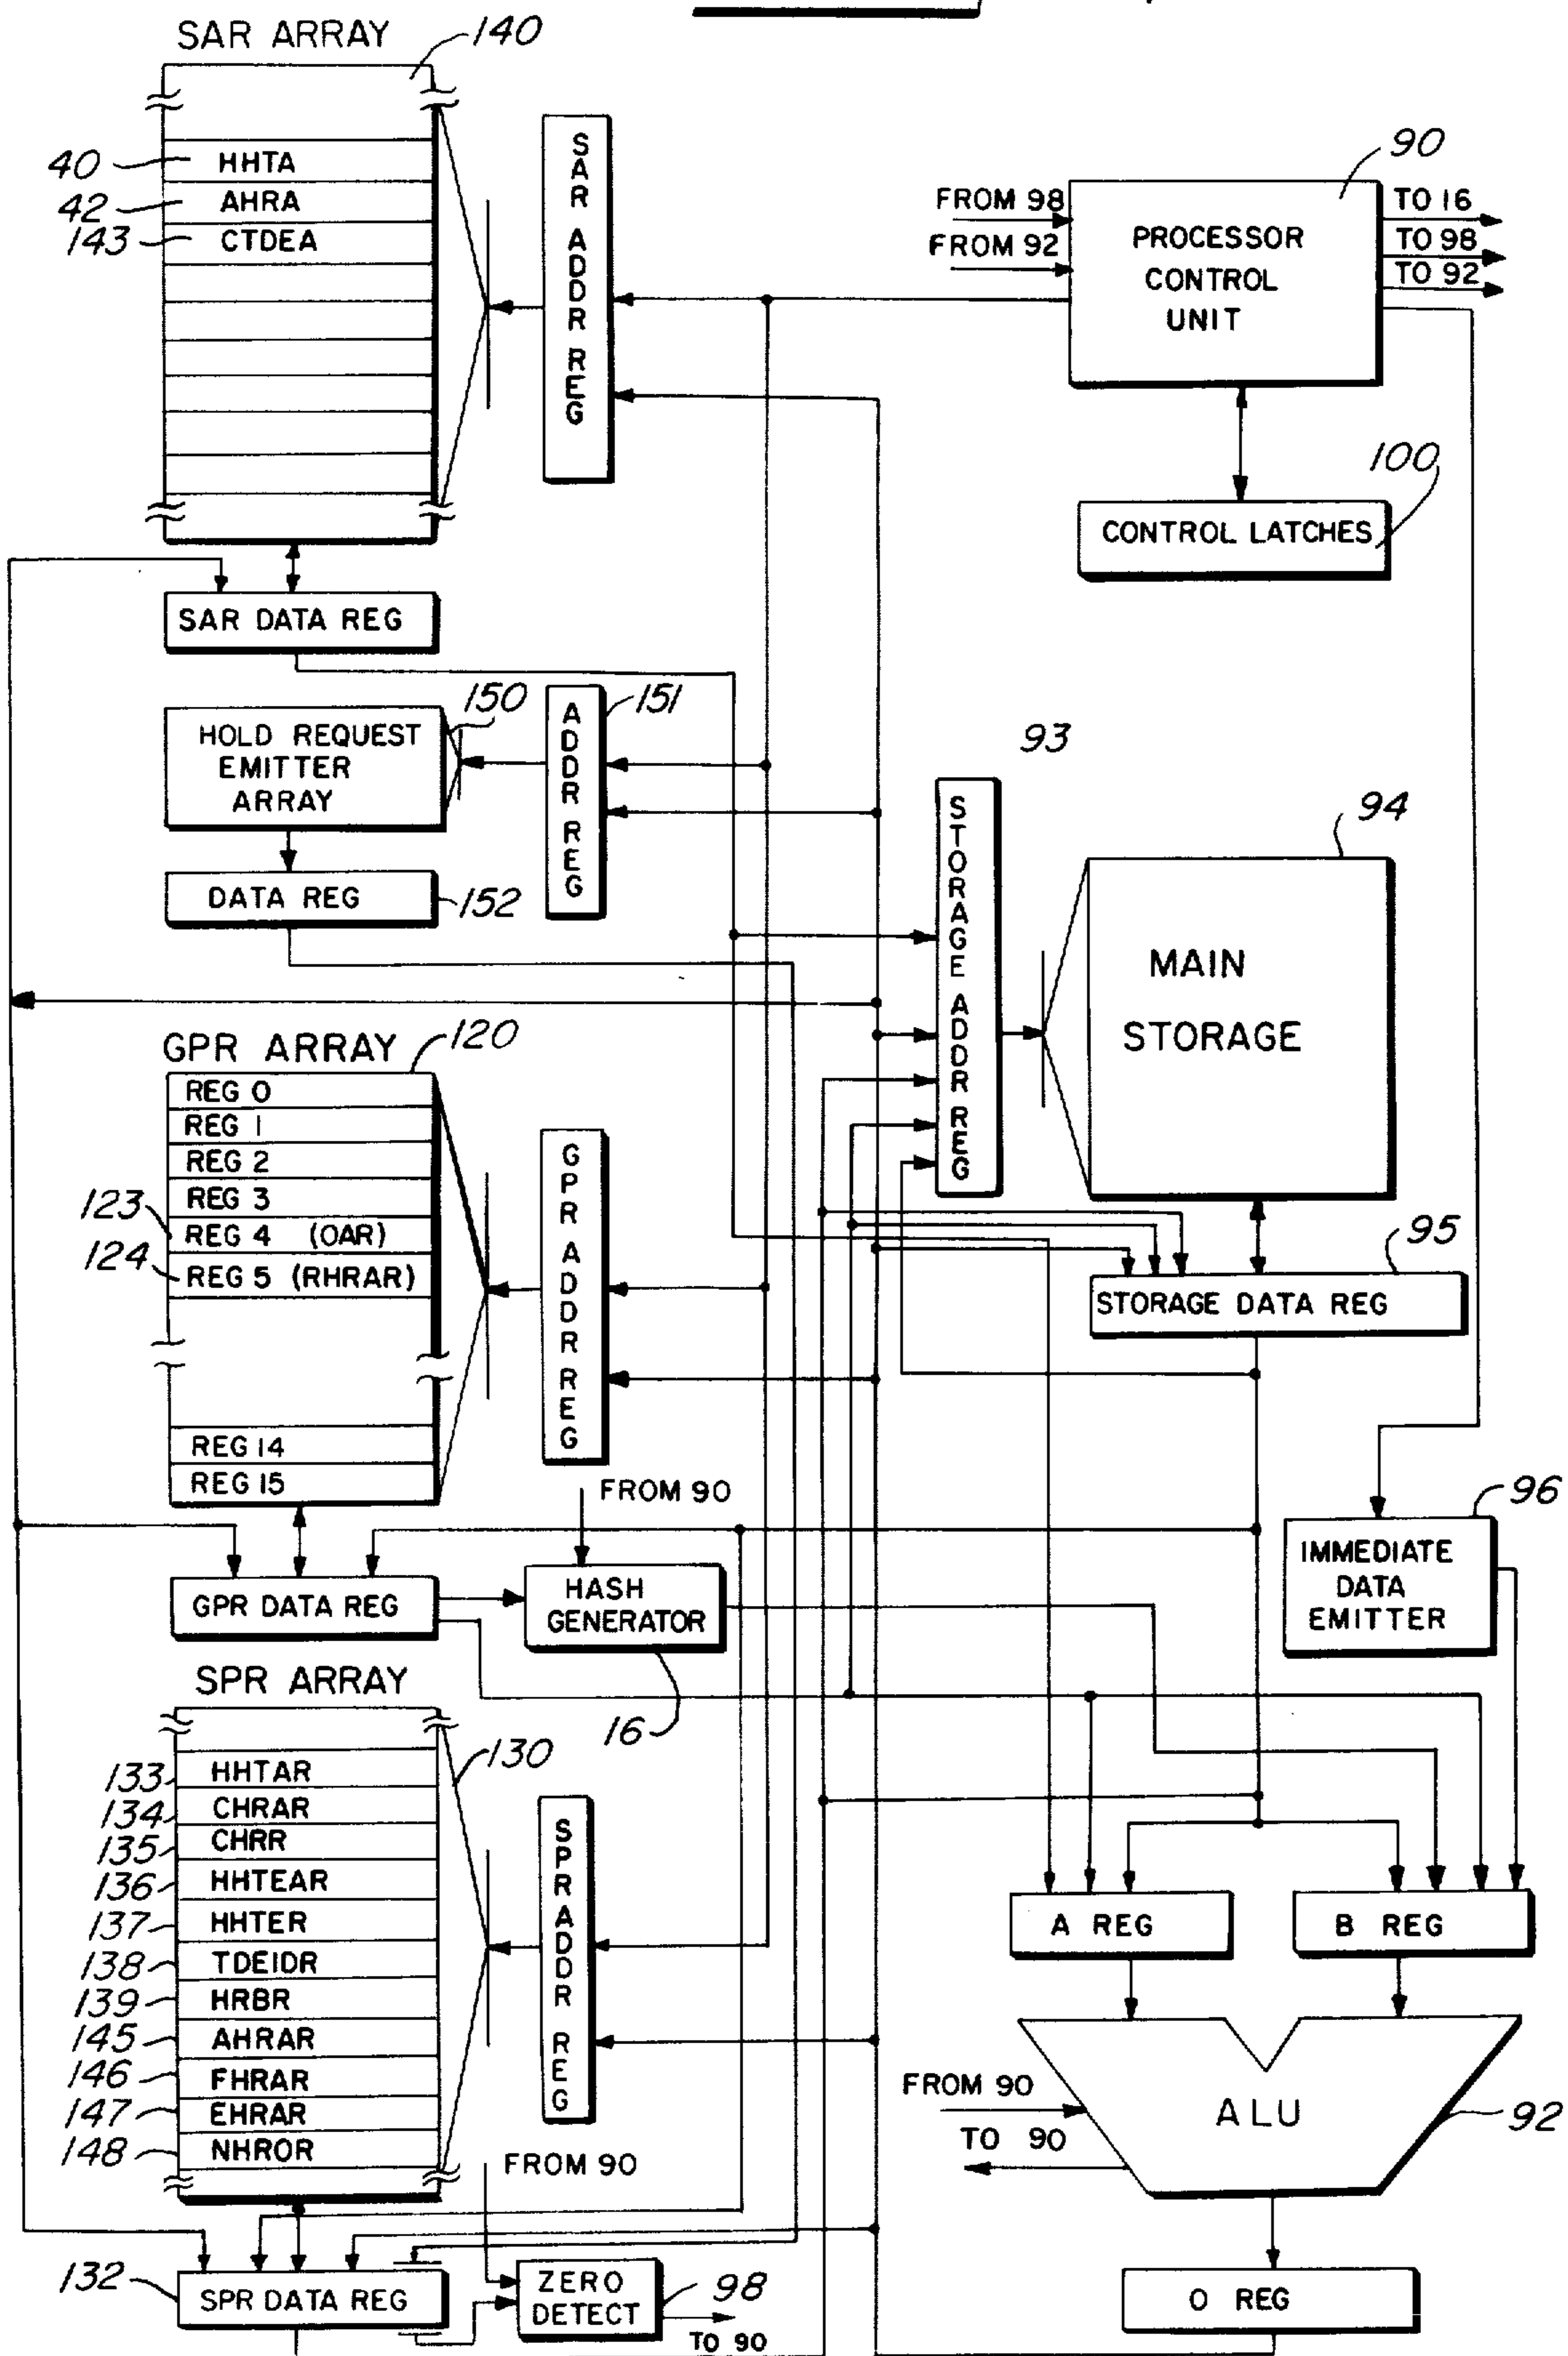 SAR ARRAY
140
40
HHTA
42
AHRA
143
CTDEA
SAR ADDR REG
SAR DATA REG
90
FROM 98
FROM 92
PROCESSOR
CONTROL
UNIT
TO 16
TO 98
TO 92
100
CONTROL LATCHES
150
HOLD REQUEST
EMITTER
ARRAY
151
ADDR REG
DATA REG
152
93
STORAGE ADDR REG
94
MAIN
STORAGE
95
STORAGE DATA REG
GPR ARRAY
120
REG 0
REG 1
REG 2
REG 3
123
REG 4 (OAR)
124
REG 5 (RHRAR)
REG 14
REG 15
GPR ADDR REG
FROM 90
GPR DATA REG
HASH
GENERATOR
16
96
IMMEDIATE
DATA
EMITTER
SPR ARRAY
130
133
HHTAR
134
CHRAR
135
CHRR
136
HHTEAR
137
HHTER
138
TDEIDR
139
HRBR
145
AHRAR
146
FHRAR
147
EHRAR
148
NHROR
SPR ADDR REG
A REG
B REG
FROM 90
TO 90
ALU
92
FROM 90
132
SPR DATA REG
ZERO
DETECT
98
TO 90
O REG